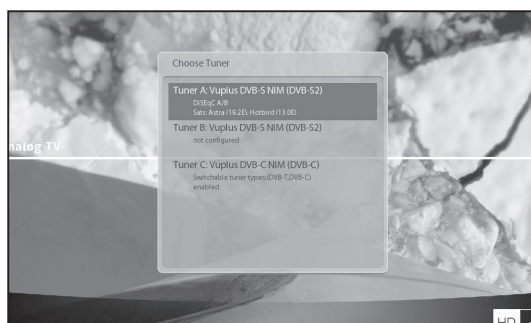 Choose Tuner
Tuner A: Vuplus DVB-S NIM (DVB-S2)
DiSEqC A/B
Sats: Astra (19.2E), Hotbird (13.0E)
Tuner B: Vuplus DVB-S NIM (DVB-S2)
not configured
nalog TV
Tuner C: Vuplus DVB-C NIM (DVB-C)
Switchable tuner types:(DVB-T,DVB-C)
enabled
HD